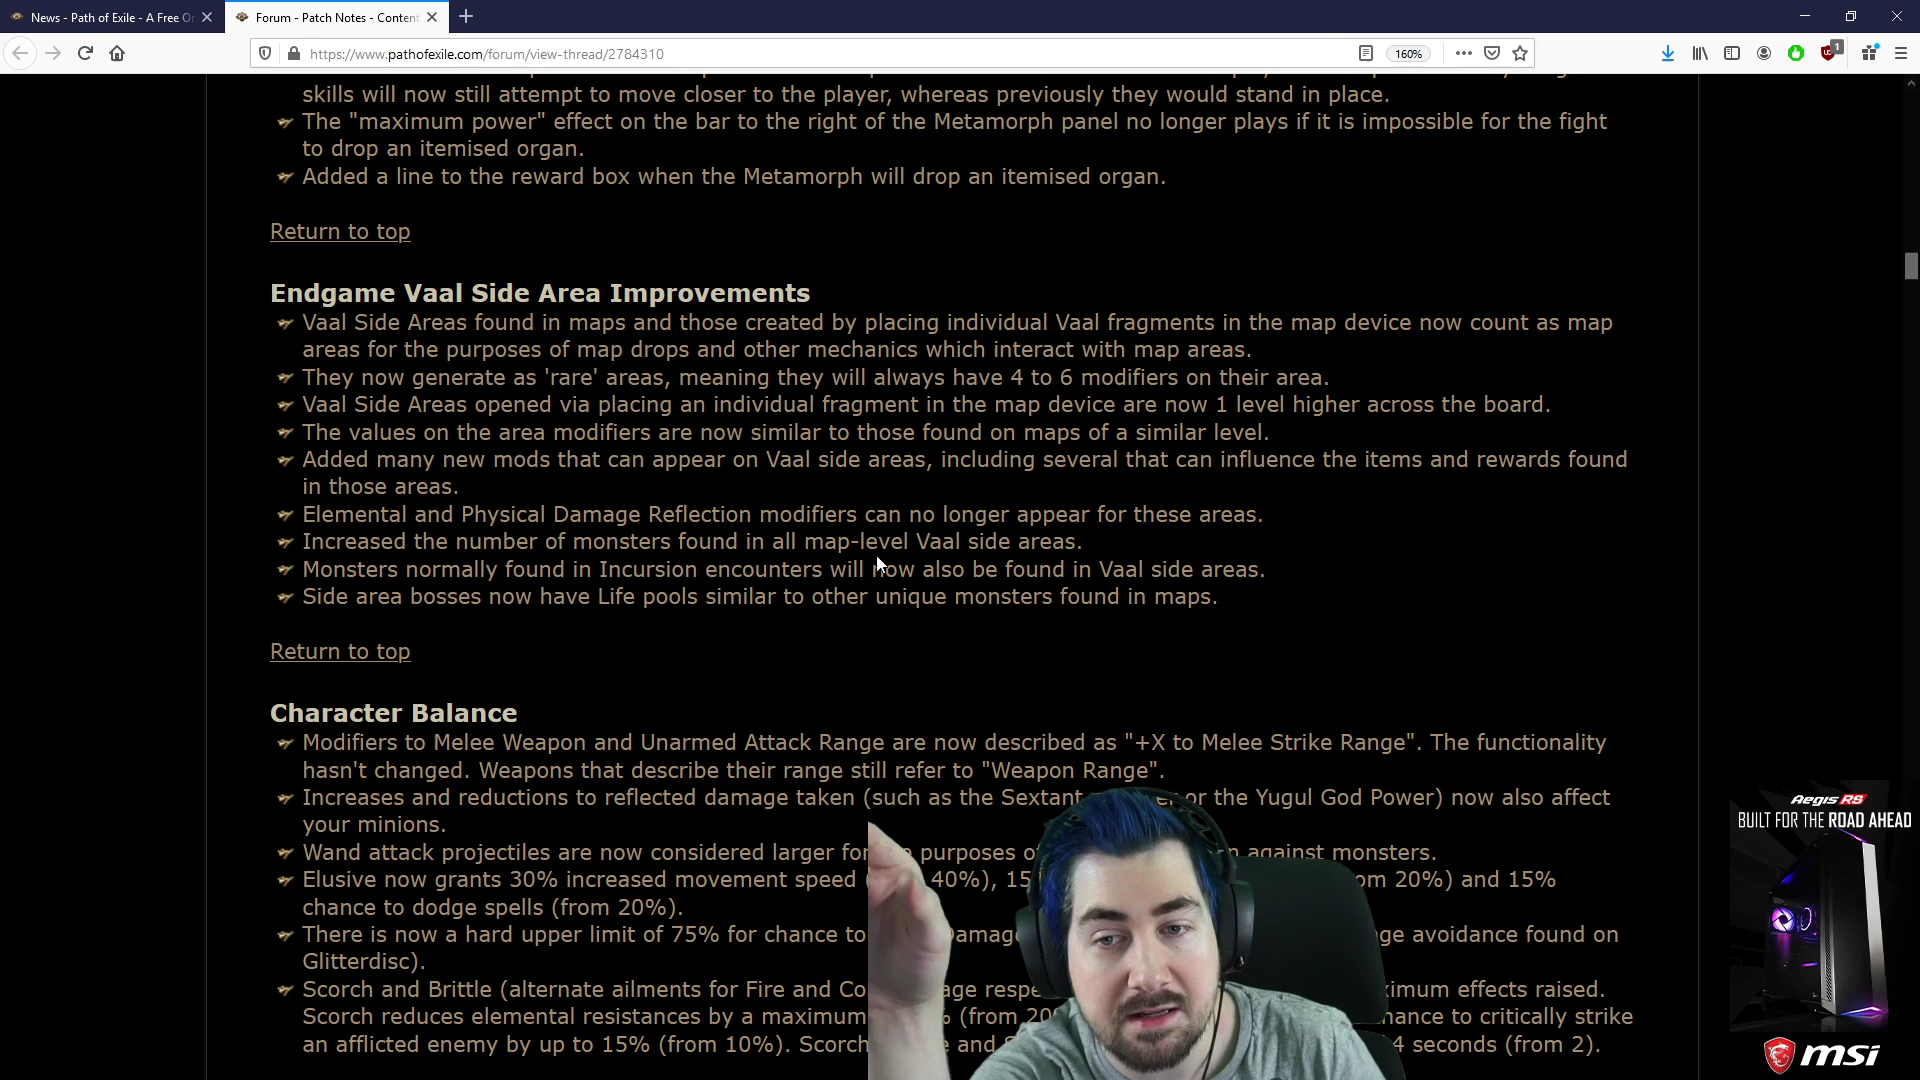 News - Path of Exile - A Free O
Forum - Patch Notes - Content
https://www.pathofexile.com/forum/view-thread/2784310
160%
1
skills will now still attempt to move closer to the player, whereas previously they would stand in place.
The "maximum power" effect on the bar to the right of the Metamorph panel no longer plays if it is impossible for the fight
to drop an itemised organ.
Added a line to the reward box when the Metamorph will drop an itemised organ.
Return to top
Endgame Vaal Side Area Improvements
Vaal Side Areas found in maps and those created by placing individual Vaal fragments in the map device now count as map
areas for the purposes of map drops and other mechanics which interact with map areas.
They now generate as 'rare' areas, meaning they will always have 4 to 6 modifiers on their area.
Vaal Side Areas opened via placing an individual fragment in the map device are now 1 level higher across the board.
The values on the area modifiers are now similar to those found on maps of a similar level.
Added many new mods that can appear on Vaal side areas, including several that can influence the items and rewards found
in those areas.
Elemental and Physical Damage Reflection modifiers can no longer appear for these areas.
Increased the number of monsters found in all map-level Vaal side areas.
Monsters normally found in Incursion encounters will now also be found in Vaal side areas.
Side area bosses now have Life pools similar to other unique monsters found in maps.
Return to top
Character Balance
Modifiers to Melee Weapon and Unarmed Attack Range are now described as "+X to Melee Strike Range". The functionality
hasn't changed. Weapons that describe their range still refer to "Weapon Range".
Increases and reductions to reflected damage taken (such as the Sextant or the Yugul God Power) now also affect
your minions.
Wand attack projectiles are now considered larger for purposes against monsters.
Elusive now grants 30% increased movement speed 40%), 15 20%) and 15%
chance to dodge spells (from 20%).
There is now a hard upper limit of 75% for chance to avoidance found on
Glitterdisc).
Scorch and Brittle (alternate ailments for Fire and effects raised.
Scorch reduces elemental resistances by a maximum (from to critically strike
an afflicted enemy by up to 15% (from 10%). Scorch and 4 seconds (from 2).
Aegis RS
BUILT FOR THE ROAD AHEAD
msi